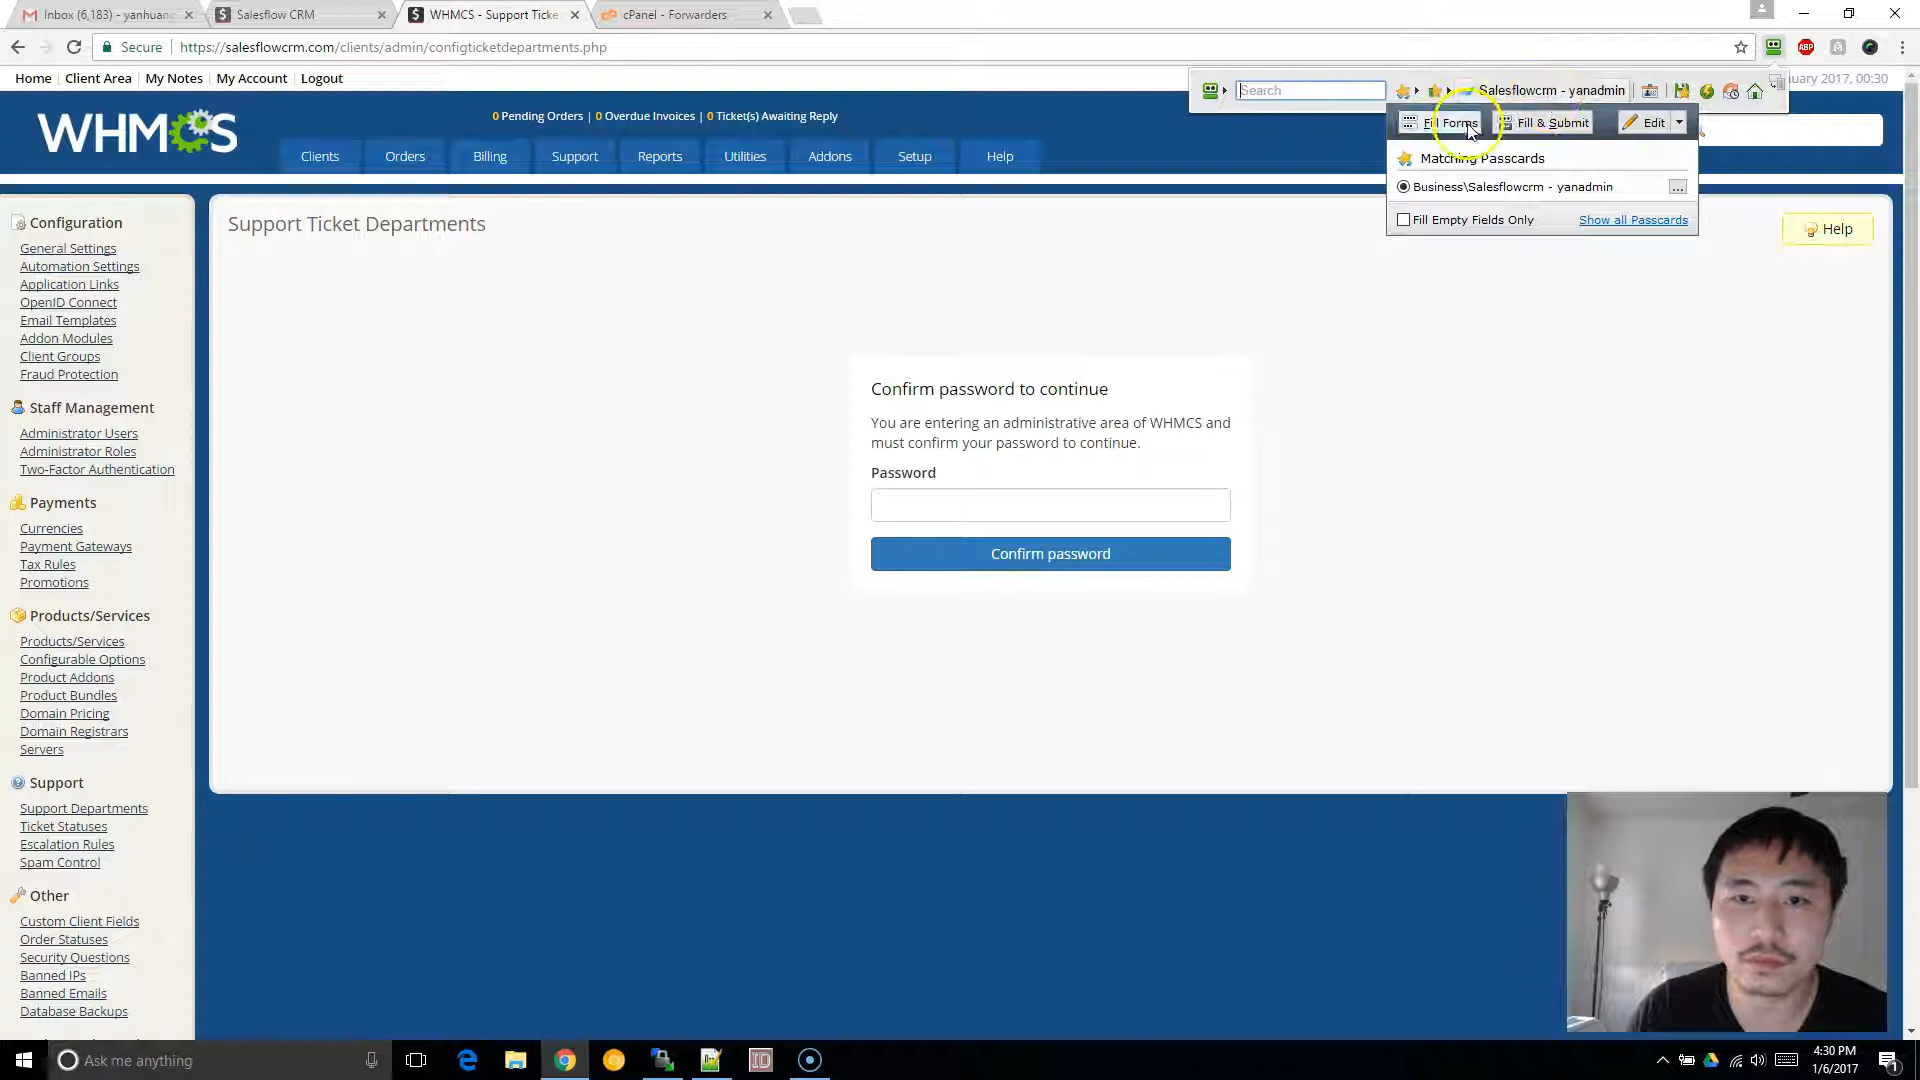 Inbox (6,183) - yanhuan
Salesflow CRM
WHMCS - Support Ticke
cPanel - Forwarders
Secure
https://salesflowcrm.com/clients/admin/configticketdepartments.php
ABP
Home
Client Area
My Notes
My Account
Logout
Search
Salesflowcrm - yanadmin
nuary 2017, 00:30
WHMCS
0 Pending Orders | 0 Overdue Invoices | 0 Ticket(s) Awaiting Reply
Fill Forms
Fill & Submit
Edit
Clients
Orders
Billing
Support
Reports
Utilities
Addons
Setup
Help
Matching Passcards
Business\Salesflowcrm - yanadmin
...
Fill Empty Fields Only
Show all Passcards
Configuration
General Settings
Automation Settings
Application Links
OpenID Connect
Email Templates
Addon Modules
Client Groups
Fraud Protection
Staff Management
Administrator Users
Administrator Roles
Two-Factor Authentication
Payments
Currencies
Payment Gateways
Tax Rules
Promotions
Products/Services
Products/Services
Configurable Options
Product Addons
Product Bundles
Domain Pricing
Domain Registrars
Servers
Support
Support Departments
Ticket Statuses
Escalation Rules
Spam Control
Other
Custom Client Fields
Order Statuses
Security Questions
Banned IPs
Banned Emails
Database Backups
Support Ticket Departments
Help
Confirm password to continue
You are entering an administrative area of WHMCS and
must confirm your password to continue.
Password
Confirm password
Ask me anything
4:30 PM
1/6/2017
1